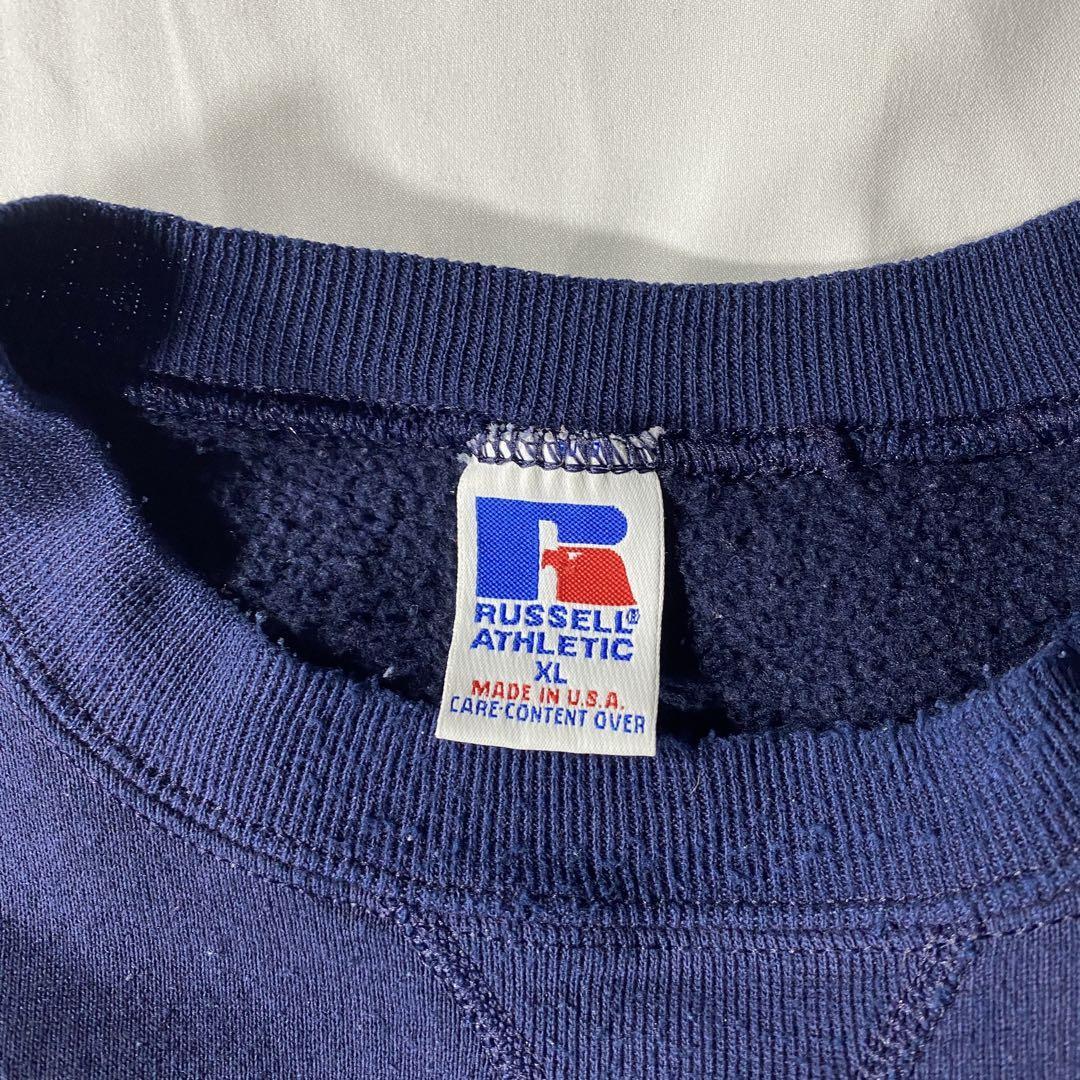 R
RUSSELL®
ATHLETIC
XL
MADE IN U.S.A.
CARE-CONTENT OVER